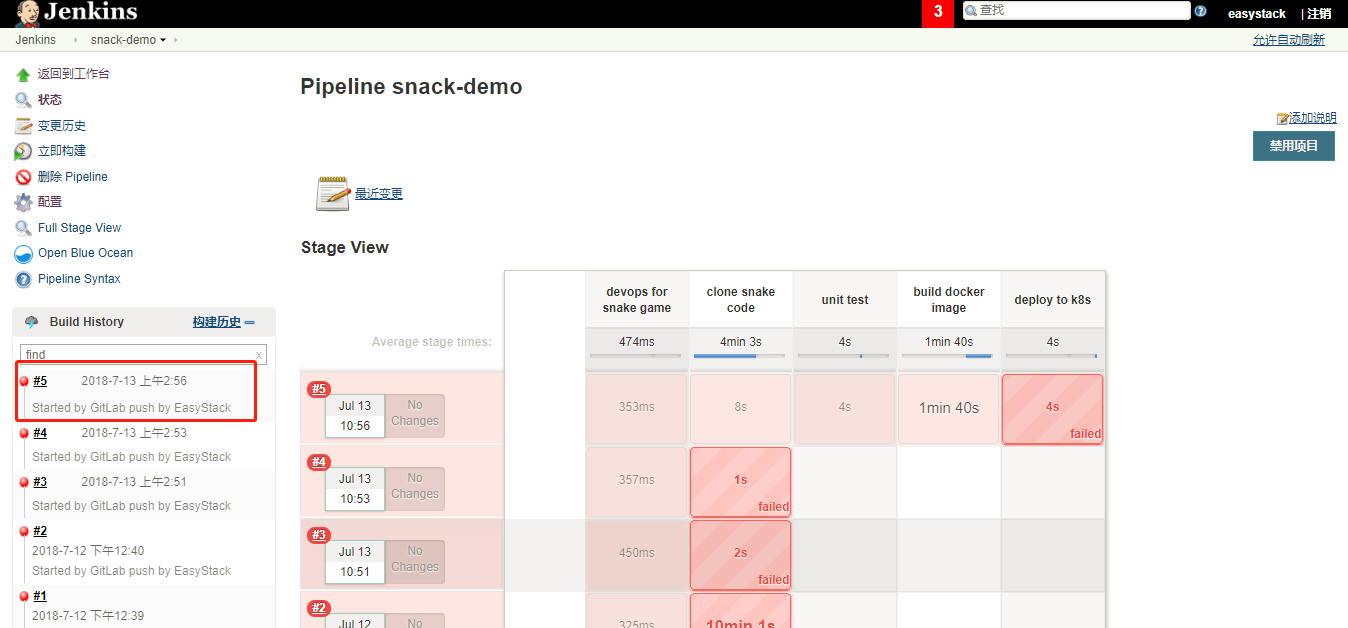 Jenkins
3
查找
easystack
| 注销
Jenkins
snack-demo
允许自动刷新
返回到工作台
状态
变更历史
立即构建
删除 Pipeline
配置
Full Stage View
Open Blue Ocean
Pipeline Syntax
Build History
构建历史
find
x
#5 2018-7-13 上午2:56
Started by GitLab push by EasyStack
#4 2018-7-13 上午2:53
Started by GitLab push by EasyStack
#3 2018-7-13 上午2:51
Started by GitLab push by EasyStack
#2
2018-7-12 下午12:40
Started by GitLab push by EasyStack
#1
2018-7-12 下午12:39
Pipeline snack-demo
添加说明
禁用项目
最近变更
Stage View
devops for
snake game
clone snake
code
unit test
build docker
image
deploy to k8s
Average stage times:
474ms
4min 3s
4s
1min 40s
4s
#5
Jul 13
10:56
No
Changes
353ms
8s
4s
1min 40s
4s
failed
#4
Jul 13
10:53
No
Changes
357ms
1s
failed
#3
Jul 13
10:51
No
Changes
450ms
2s
failed
#2
Jul 12
No
325ms
10min 1s